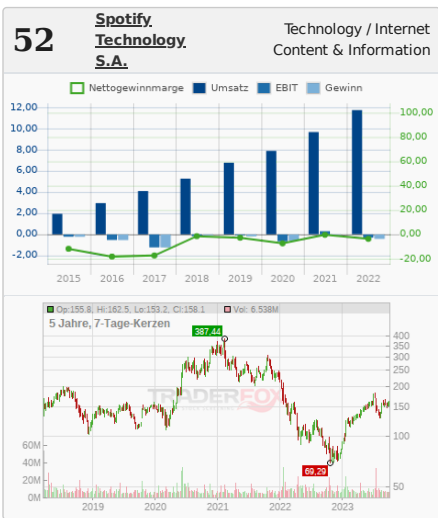 52
Spotify
Technology
S.A.
Technology / Internet
Content & Information
Nettogewinnmarge Umsatz EBIT Gewinn
12,00
10,00
8,00
6,00
4,00
2,00
0,00
-2,00
100,00
80,00
60,00
40,00
20,00
0,00
-20,00
2015 2016 2017 2018 2019 2020 2021 2022
Op:155.8, Hi:162.5, Lo:153.2, Cl:158.1 Vol: 6.538M
5 Jahre, 7-Tage-Kerzen
387.44
TRADERFOX
69.29
400
350
300
250
200
150
100
50
60M
40M
20M
0M
2019 2020 2021 2022 2023